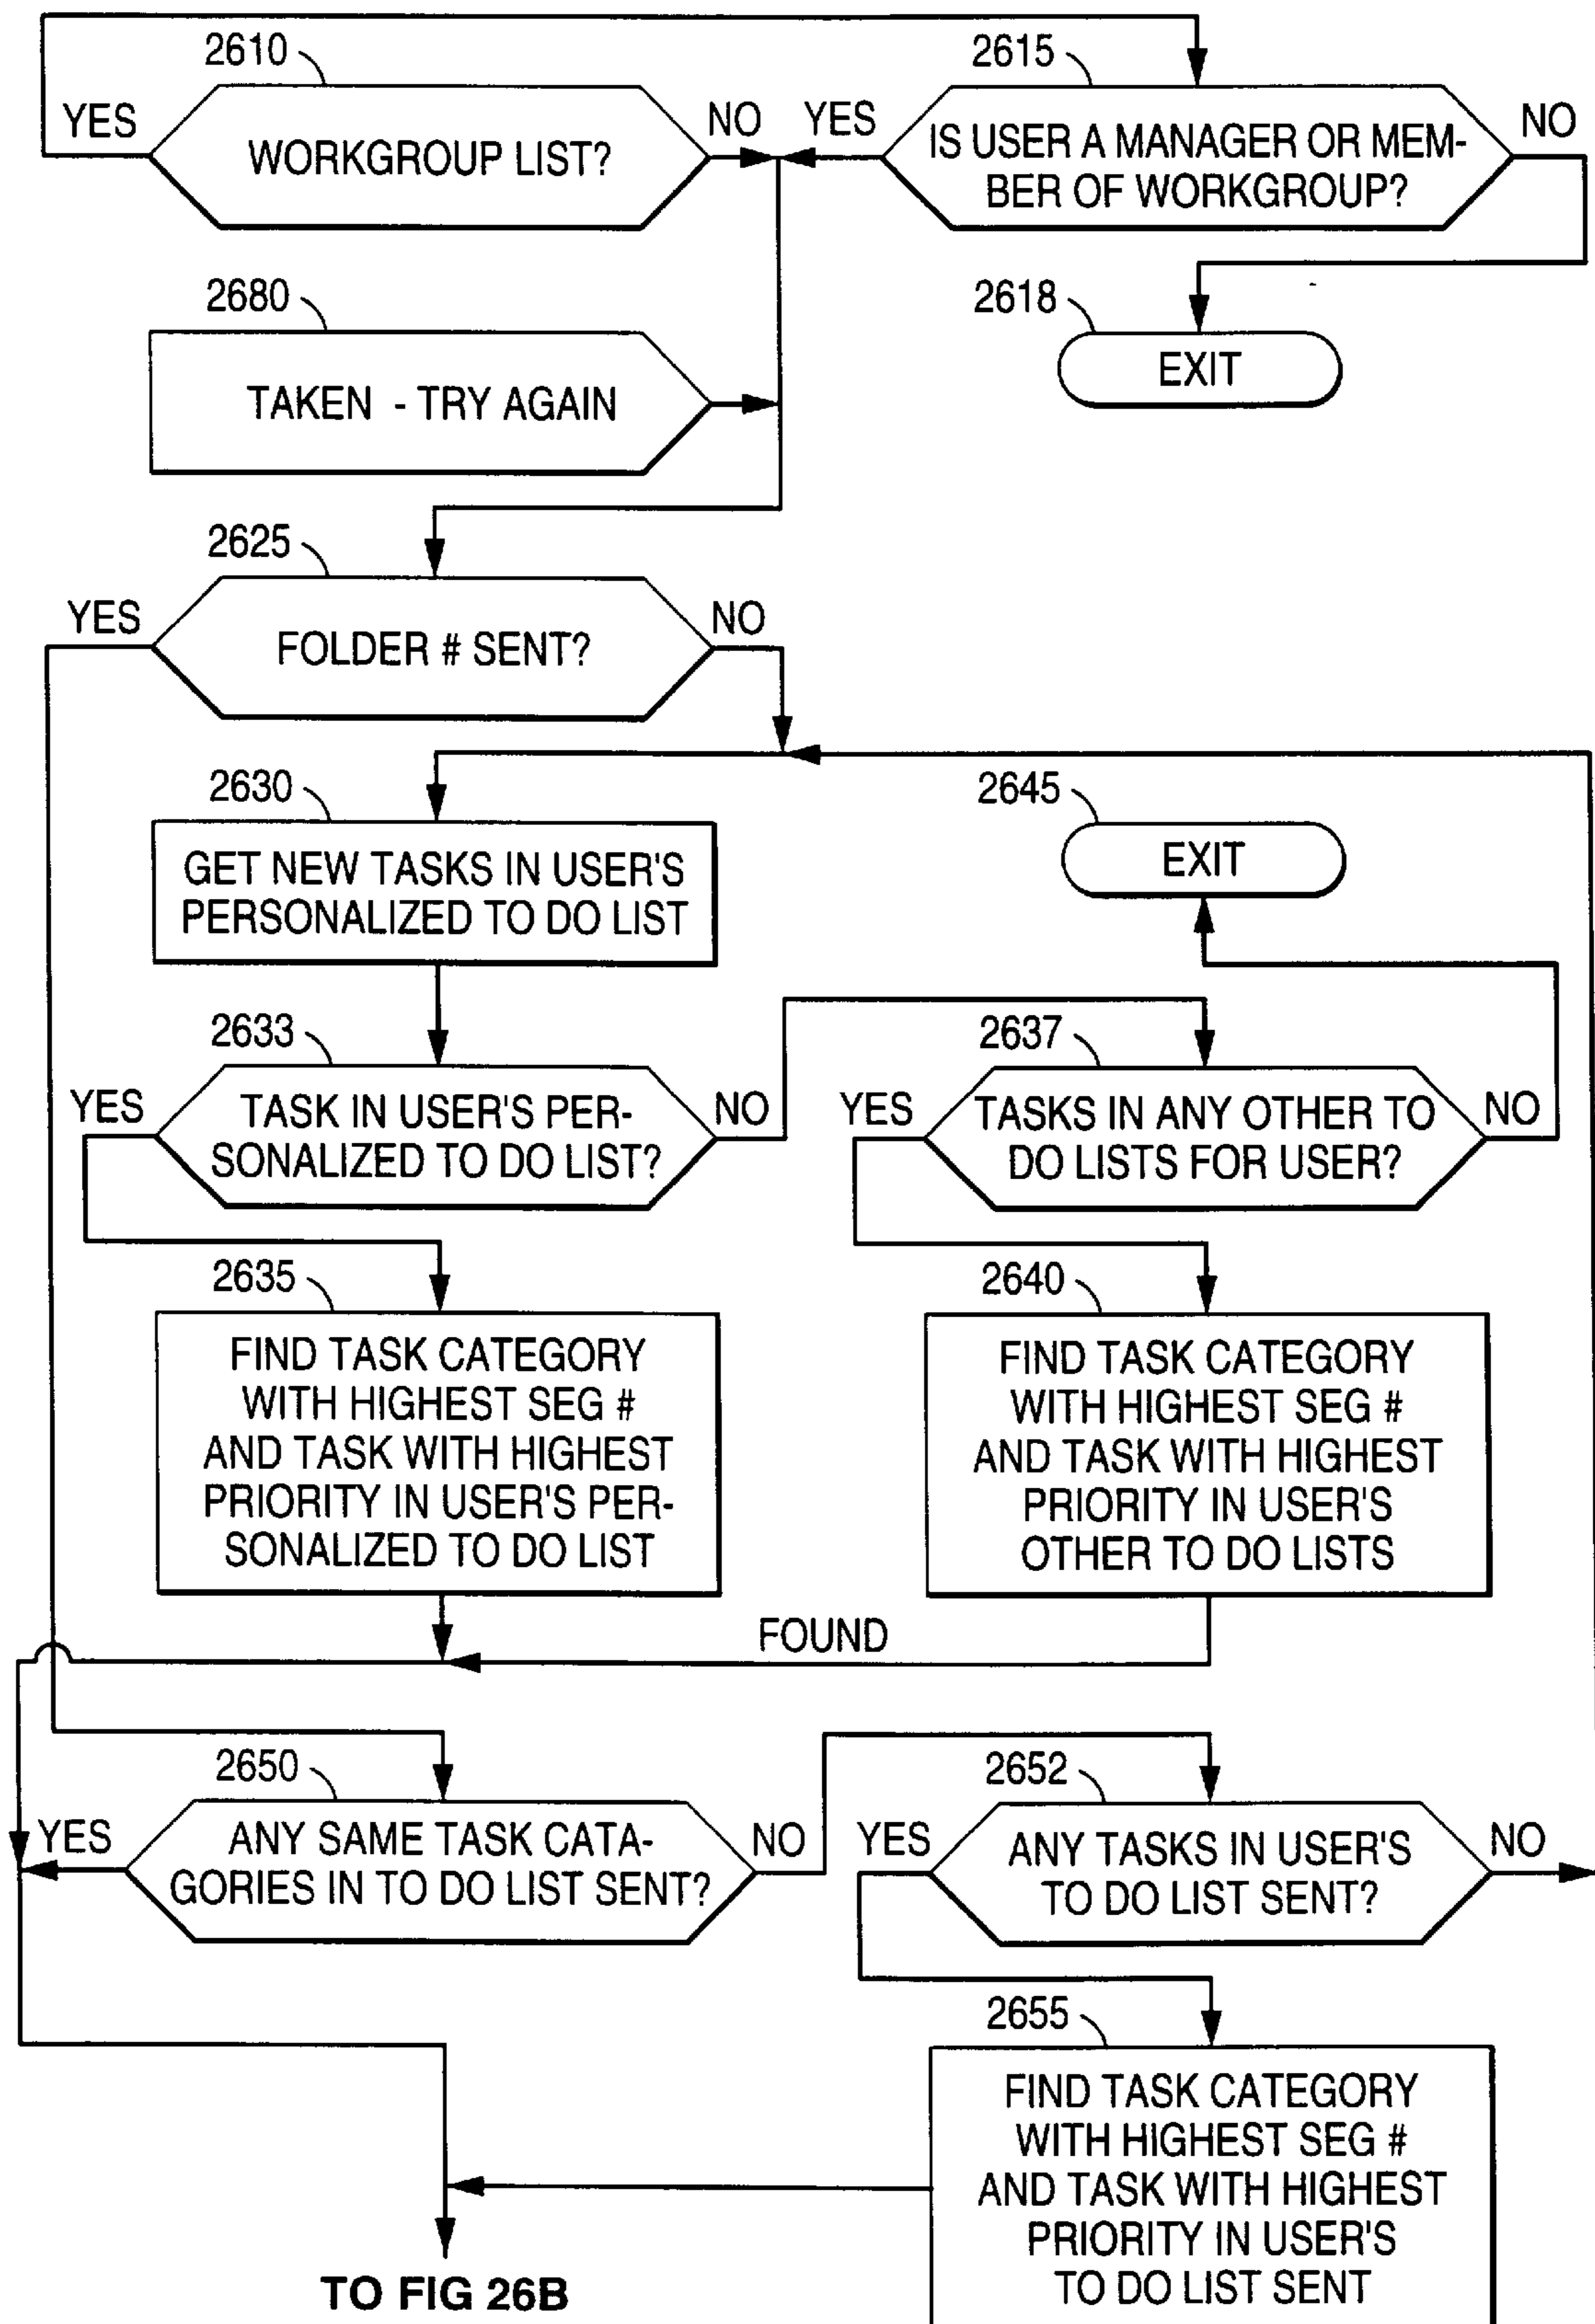 2610
2615
YES
NO
YES
NO
WORKGROUP LIST?
IS USER A MANAGER OR MEM-
BER OF WORKGROUP?
2680
2618
TAKEN - TRY AGAIN
EXIT
2625
YES
NO
FOLDER # SENT?
2630
2645
GET NEW TASKS IN USER'S
PERSONALIZED TO DO LIST
EXIT
2633
2637
YES
NO
YES
NO
TASK IN USER'S PER-
SONALIZED TO DO LIST?
TASKS IN ANY OTHER TO
DO LISTS FOR USER?
2635
2640
FIND TASK CATEGORY
WITH HIGHEST SEG #
AND TASK WITH HIGHEST
PRIORITY IN USER'S PER-
SONALIZED TO DO LIST
FIND TASK CATEGORY
WITH HIGHEST SEG #
AND TASK WITH HIGHEST
PRIORITY IN USER'S
OTHER TO DO LISTS
FOUND
2650
2652
YES
NO
YES
NO
ANY SAME TASK CATA-
GORIES IN TO DO LIST SENT?
ANY TASKS IN USER'S
TO DO LIST SENT?
2655
FIND TASK CATEGORY
WITH HIGHEST SEG #
AND TASK WITH HIGHEST
PRIORITY IN USER'S
TO DO LIST SENT
TO FIG 26B